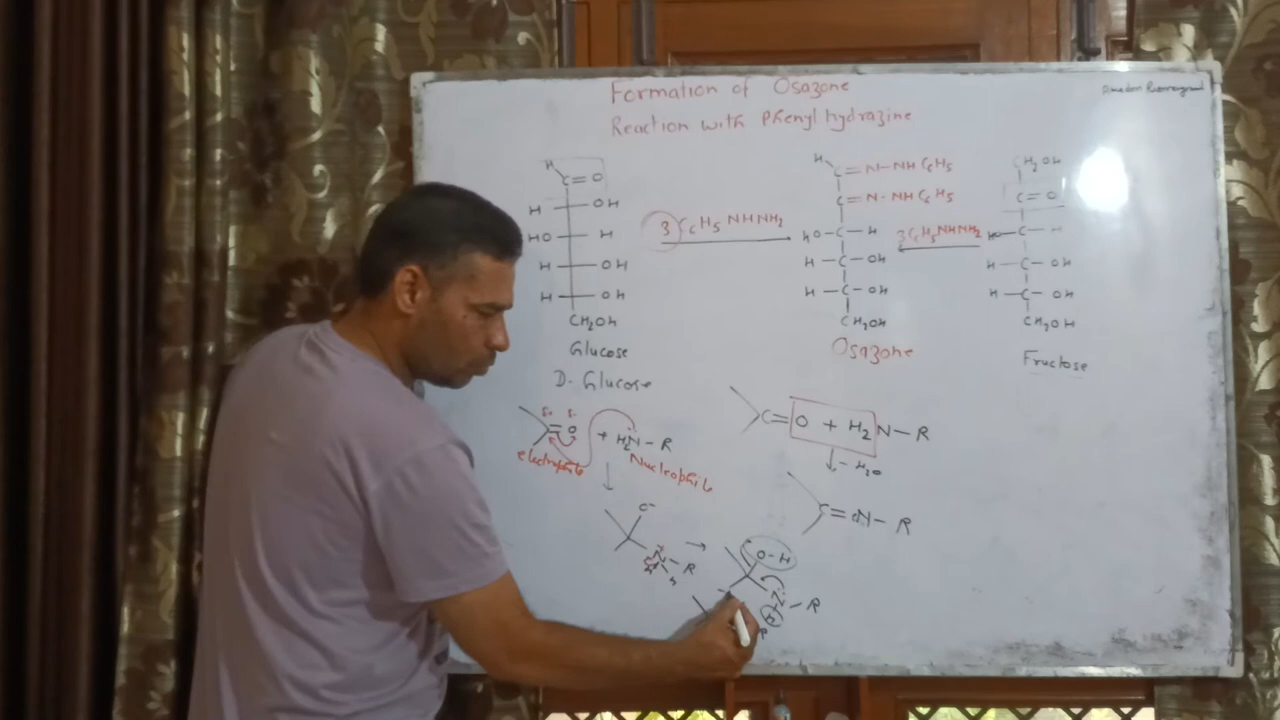 Formation of Osazone
Reaction with Phenyl hydrazine
H
C=O
H OH
HO H
H OH
H OH
CH2OH
Glucose
D-Glucose
3 C6H5 NHNH2
H
C=N-NH C6H5
C=N-NH C6H5
HO-C-H
H-C-OH
H-C-OH
CH2OH
Osazone
3C6H5NHNH2
CH2OH
C=O
HO-C-H
H-C-OH
H-C-OH
CH2OH
Fructose
δ+ δ-
C=O + H2N-R
electrophile Nucleophile
O-
N-R
H
O-H
N-R
C=O + H2N-R
-H2O
C=N-R